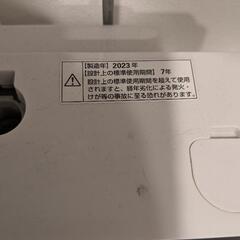 【製造年】2023年
【設計上の標準使用期間】7年
設計上の標準使用期間を超えて使用
されますと、経年劣化による発火・
けが等の事故に至る恐れがあります。